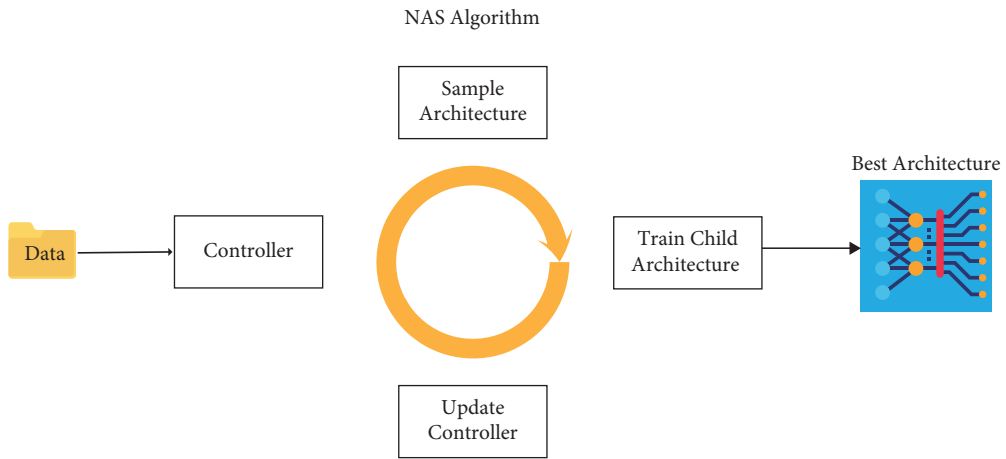 NAS Algorithm
Sample
Architecture
Best Architecture
Data
Controller
Train Child
Architecture
Update
Controller